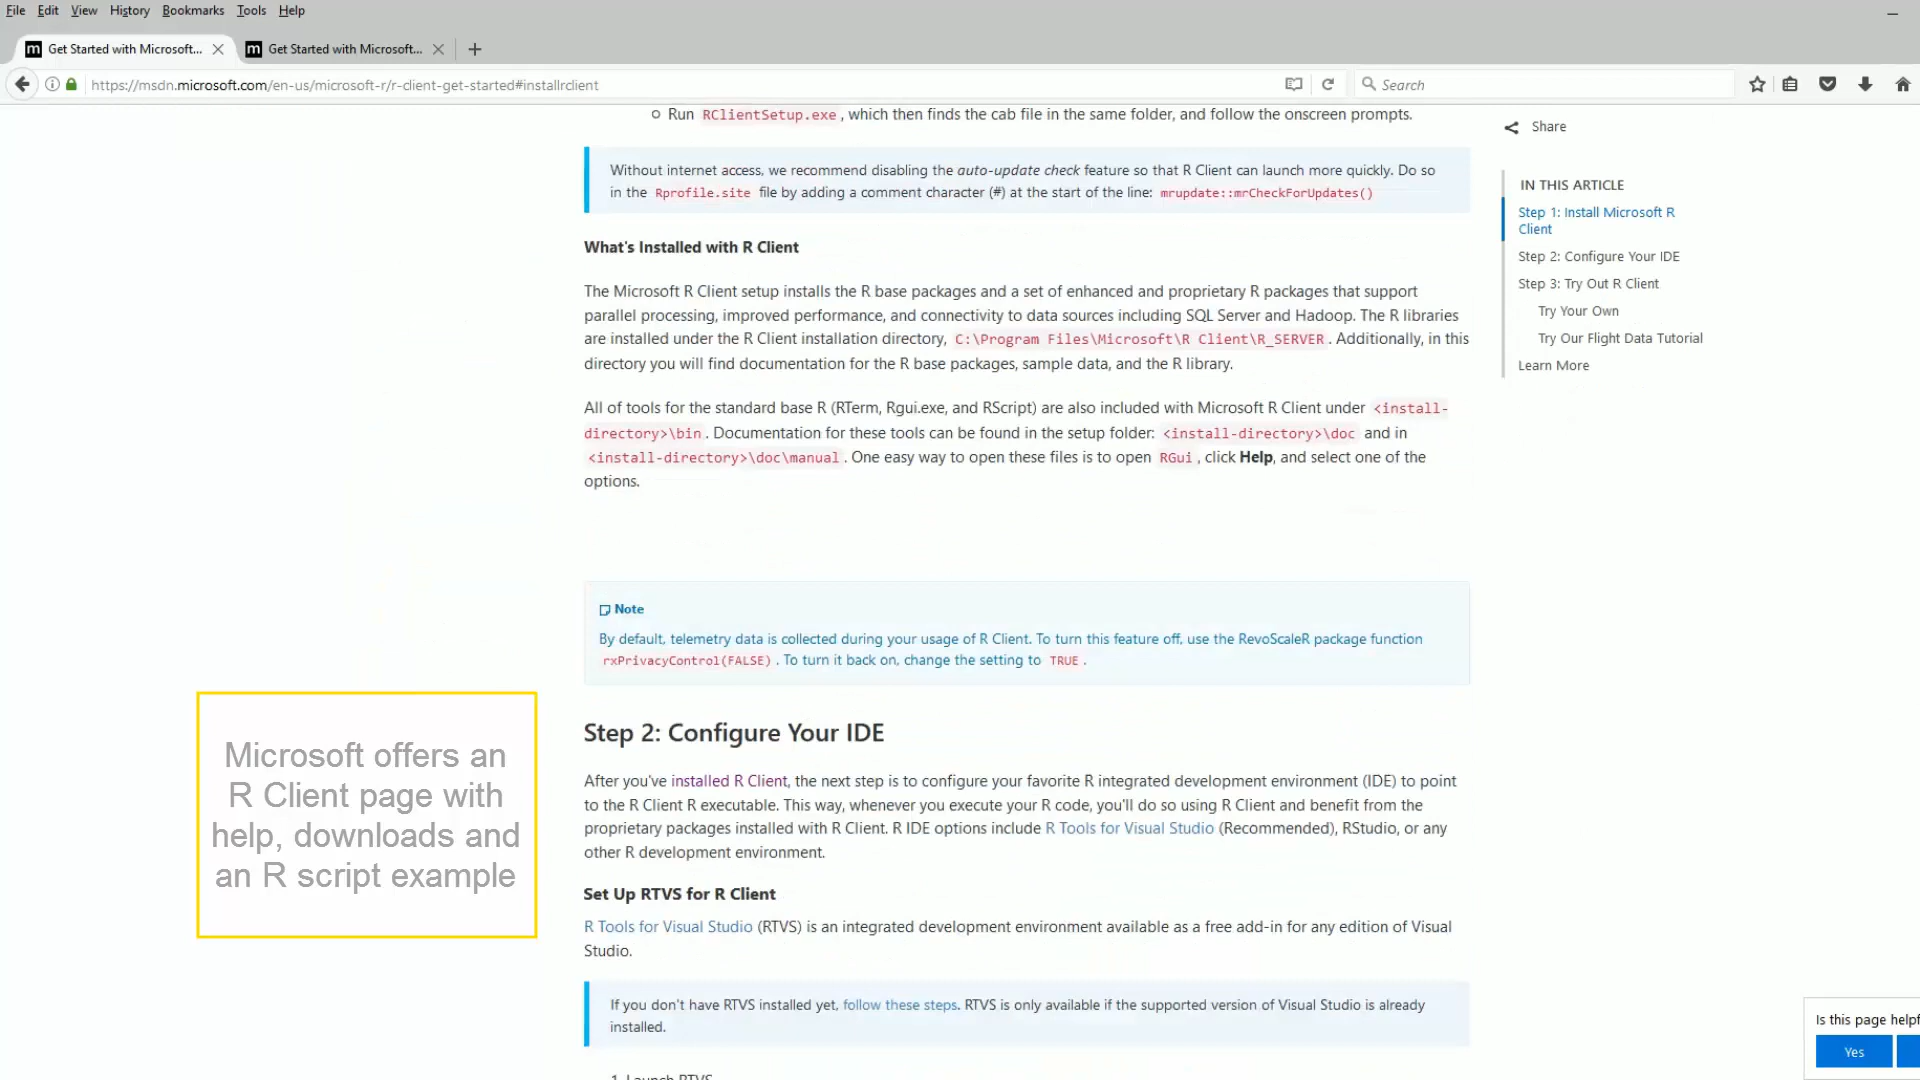 File Edit View History Bookmarks Tools Help
Get Started with Microsoft... Get Started with Microsoft...
https://msdn.microsoft.com/en-us/microsoft-r/r-client-get-started#installrclient Search
Run RClientSetup.exe, which then finds the cab file in the same folder, and follow the onscreen prompts.
Without internet access, we recommend disabling the auto-update check feature so that R Client can launch more quickly. Do so
in the Rprofile.site file by adding a comment character (#) at the start of the line: mrupdate::mrCheckForUpdates()
What's Installed with R Client
The Microsoft R Client setup installs the R base packages and a set of enhanced and proprietary R packages that support
parallel processing, improved performance, and connectivity to data sources including SQL Server and Hadoop. The R libraries
are installed under the R Client installation directory, C:\Program Files\Microsoft\R Client\R_SERVER. Additionally, in this
directory you will find documentation for the R base packages, sample data, and the R library.
All of tools for the standard base R (RTerm, Rgui.exe, and RScript) are also included with Microsoft R Client under <install-
directory>\bin. Documentation for these tools can be found in the setup folder: <install-directory>\doc and in
<install-directory>\doc\manual. One easy way to open these files is to open RGui, click Help, and select one of the
options.
Note
By default, telemetry data is collected during your usage of R Client. To turn this feature off, use the RevoScaleR package function
rxPrivacyControl(FALSE). To turn it back on, change the setting to TRUE.
Step 2: Configure Your IDE
After you've installed R Client, the next step is to configure your favorite R integrated development environment (IDE) to point
to the R Client R executable. This way, whenever you execute your R code, you'll do so using R Client and benefit from the
proprietary packages installed with R Client. R IDE options include R Tools for Visual Studio (Recommended), RStudio, or any
other R development environment.
Set Up RTVS for R Client
R Tools for Visual Studio (RTVS) is an integrated development environment available as a free add-in for any edition of Visual
Studio.
If you don't have RTVS installed yet, follow these steps. RTVS is only available if the supported version of Visual Studio is already
installed.
1. Launch RTVS
Share
IN THIS ARTICLE
Step 1: Install Microsoft R
Client
Step 2: Configure Your IDE
Step 3: Try Out R Client
Try Your Own
Try Our Flight Data Tutorial
Learn More
Microsoft offers an
R Client page with
help, downloads and
an R script example
Is this page helpf
Yes